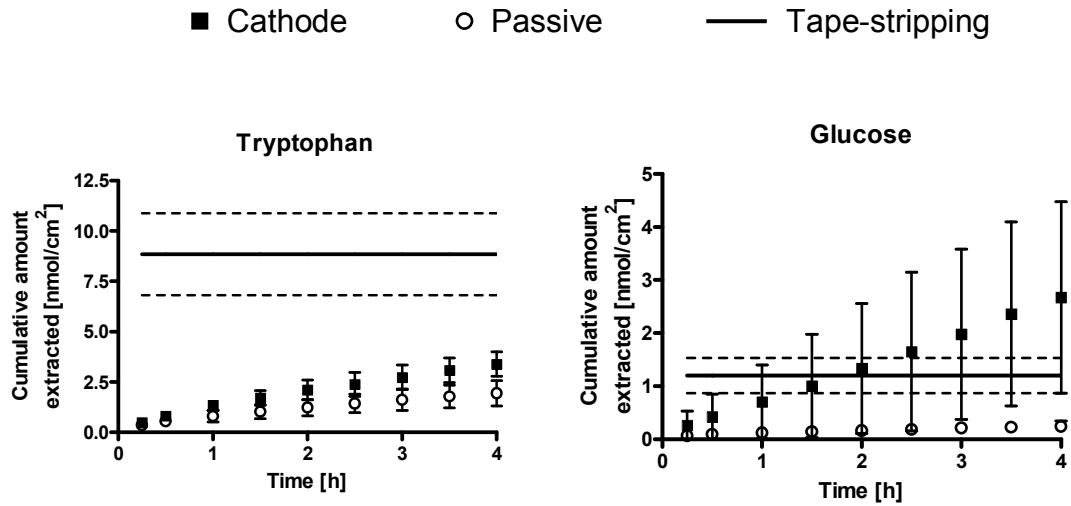 Cathode Passive Tape-stripping
Tryptophan
Cumulative amount
extracted [nmol/cm²]
12.5
10.0
7.5
5.0
2.5
0.0
0 1 2 3 4
Time [h]
Glucose
Cumulative amount
extracted [nmol/cm²]
5
4
3
2
1
0
0 1 2 3 4
Time [h]